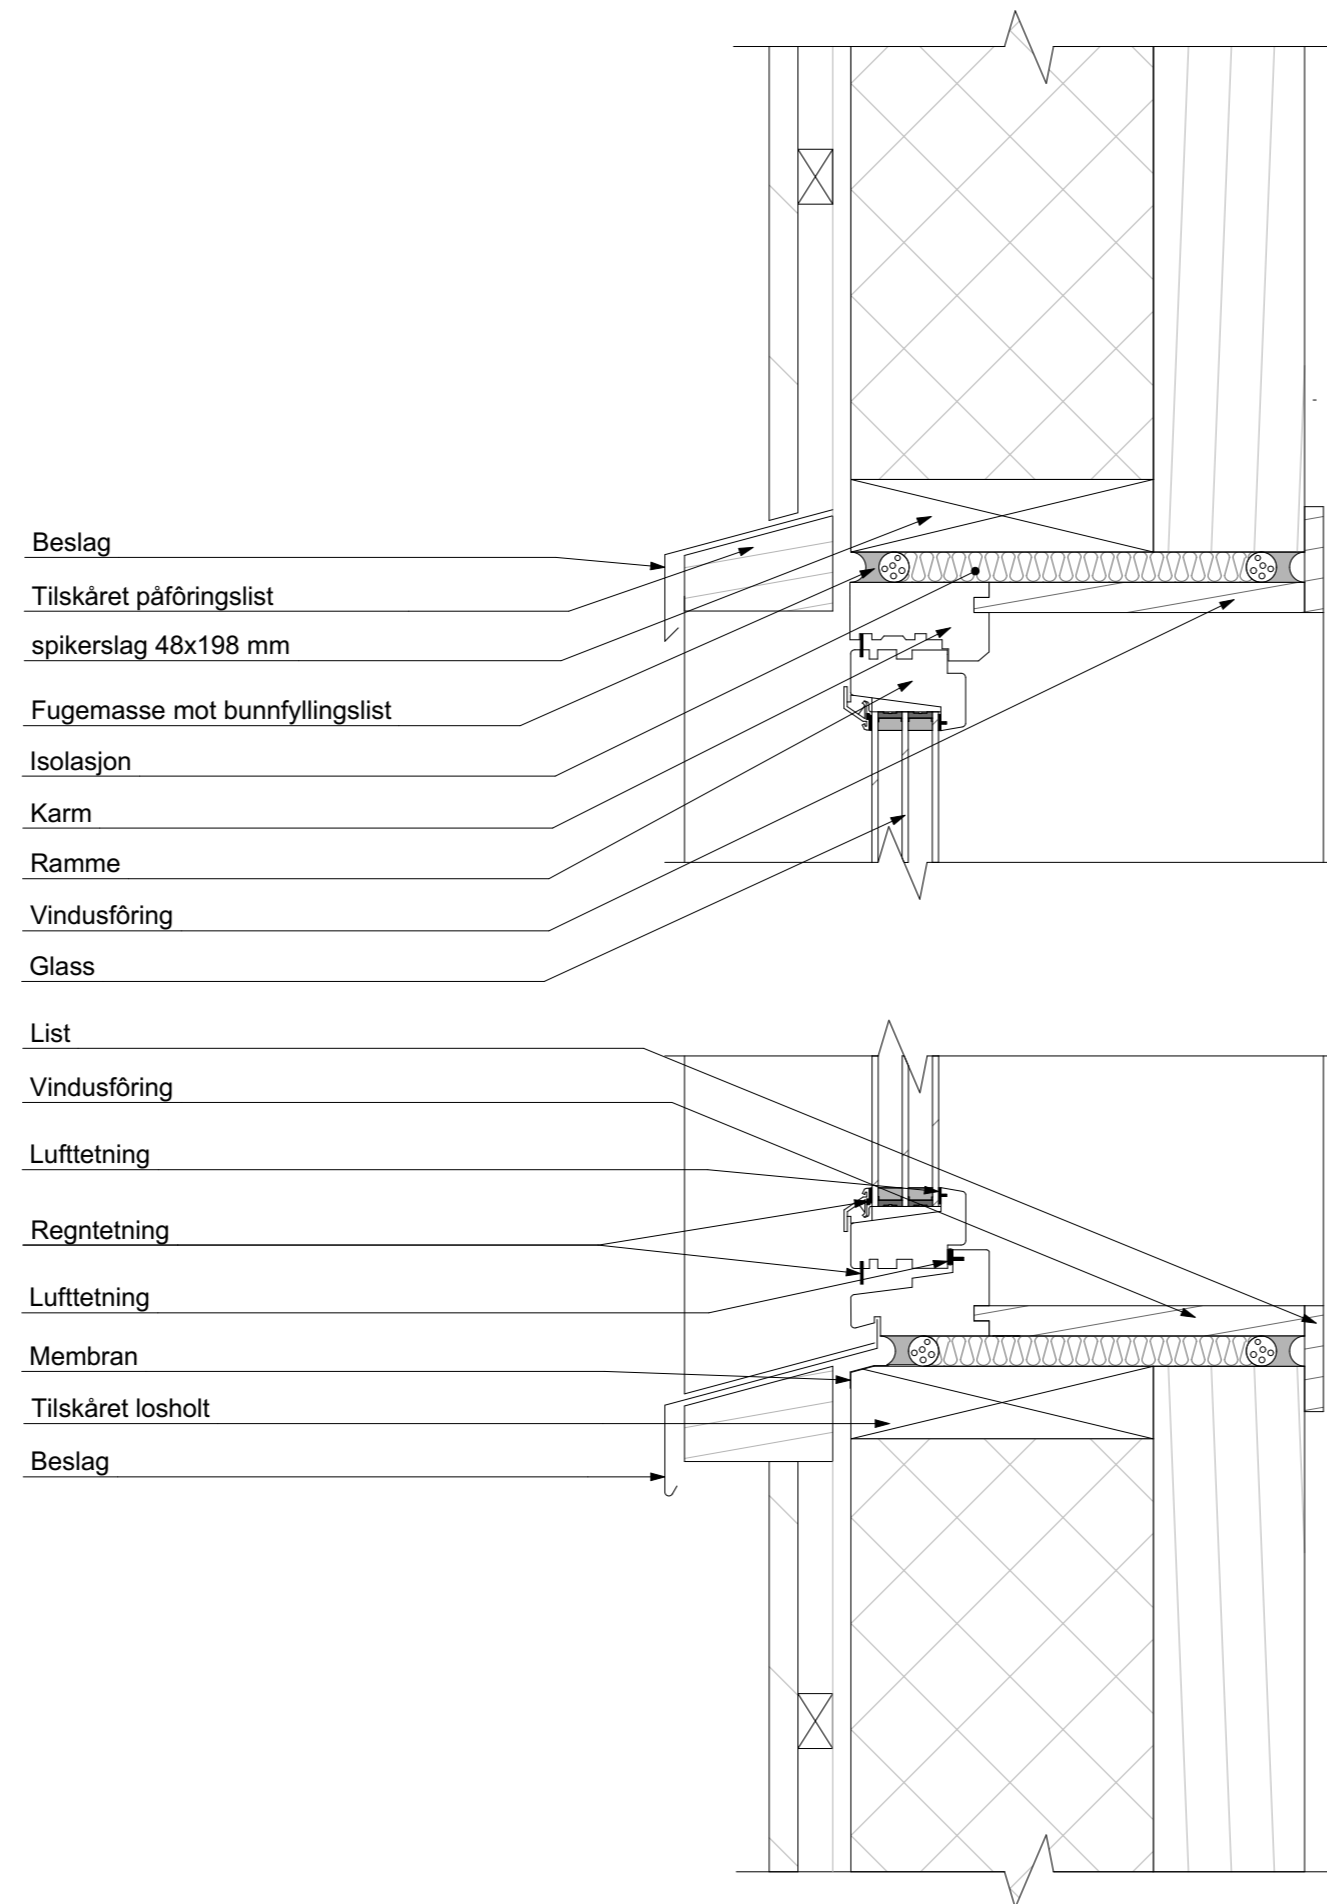 Beslag
Tilskåret påfôringslist
spikerslag 48x198 mm
Fugemasse mot bunnfyllingslist
Isolasjon
Karm
Ramme
Vindusfôring
Glass
List
Vindusfôring
Lufttetning
Regntetning
Lufttetning
Membran
Tilskåret losholt
Beslag